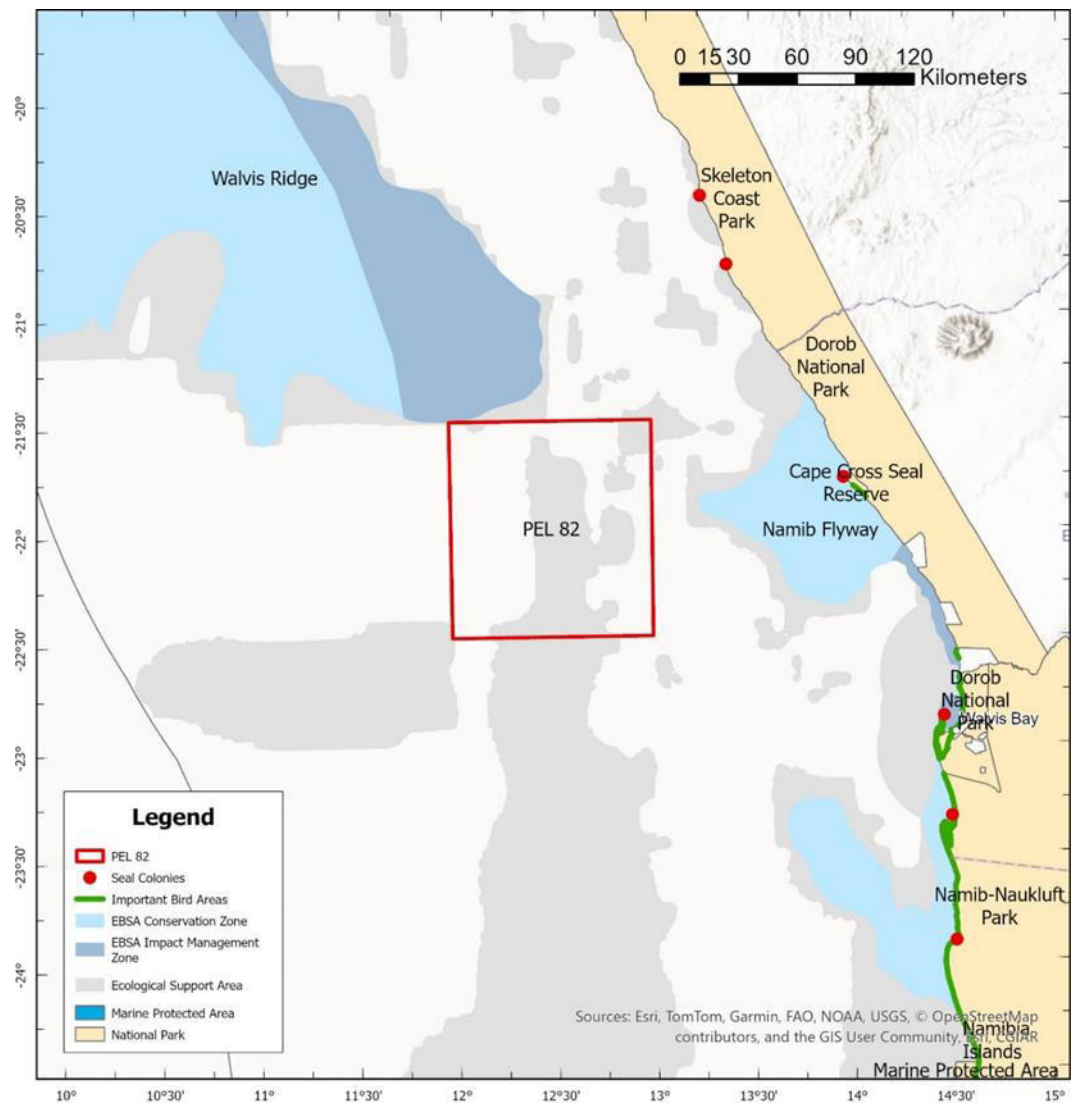 0 15 30 60 90 120
Kilometers
Walvis Ridge
Skeleton
Coast
Park
Dorob
National
Park
Cape Cross Seal
Reserve
Namib Flyway
PEL 82
Dorob
National
Park
Walvis Bay
Namib-Naukluft
Park
Namibia
Islands
Marine Protected Area
Sources: Esri, TomTom, Garmin, FAO, NOAA, USGS, © OpenStreetMap
contributors, and the GIS User Community, Esri, CGIAR
Legend
PEL 82
Seal Colonies
Important Bird Areas
EBSA Conservation Zone
EBSA Impact Management
Zone
Ecological Support Area
Marine Protected Area
National Park
-20°
-20°30'
-21°
-21°30'
-22°
-22°30'
-23°
-23°30'
-24°
10° 10°30' 11° 11°30' 12° 12°30' 13° 13°30' 14° 14°30' 15°